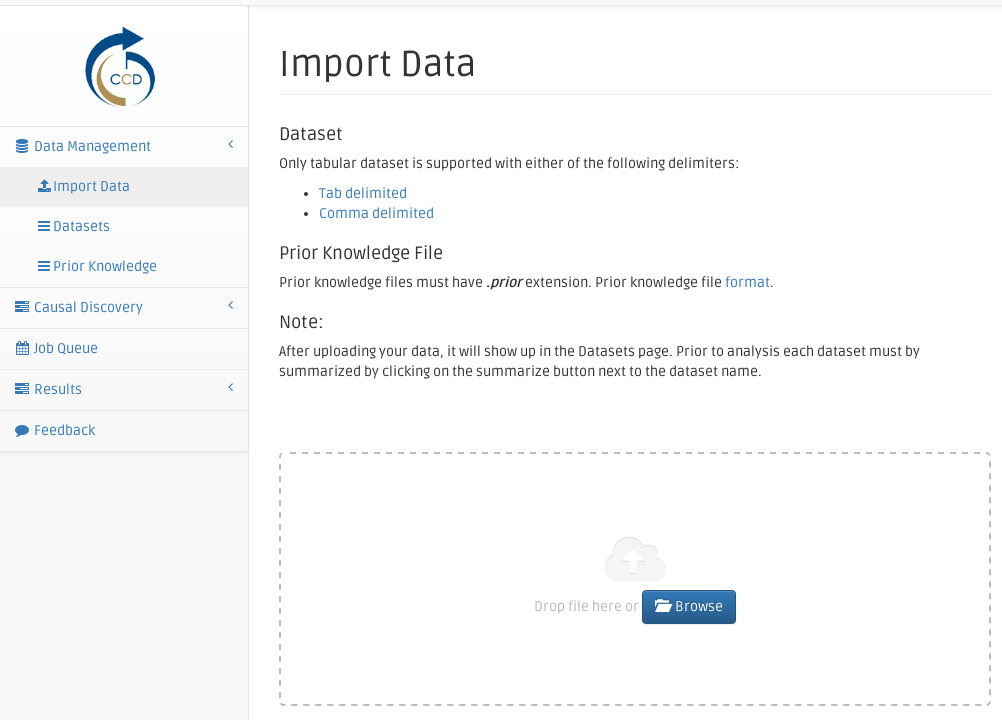 CCD
Data Management
Import Data
Datasets
Prior Knowledge
Causal Discovery
Job Queue
Results
Feedback
Import Data
Dataset
Only tabular dataset is supported with either of the following delimiters:
Tab delimited
Comma delimited
Prior Knowledge File
Prior knowledge files must have .prior extension. Prior knowledge file format.
Note:
After uploading your data, it will show up in the Datasets page. Prior to analysis each dataset must by
summarized by clicking on the summarize button next to the dataset name.
Drop file here or Browse